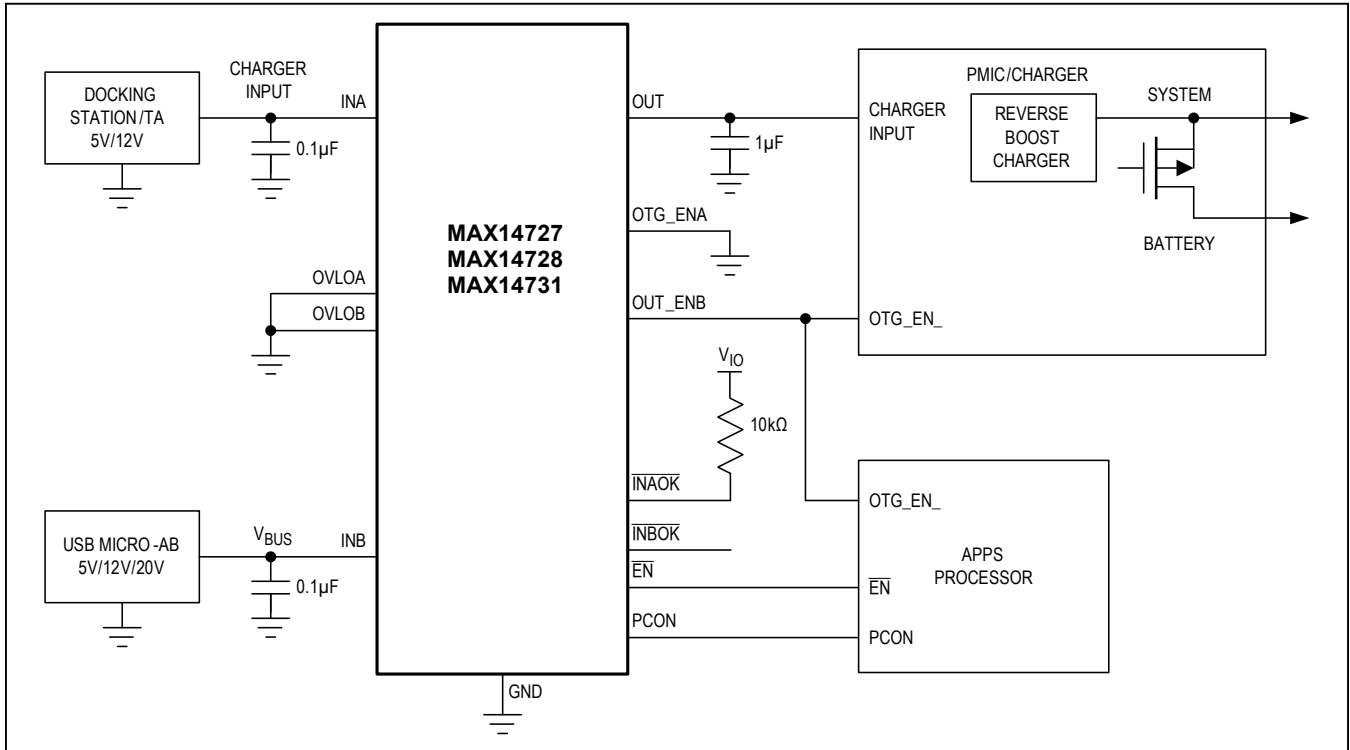 DOCKING
STATION/TA
5V/12V
CHARGER
INPUT
INA
0.1µF
OVLOA
OVLOB
USB MICRO-AB
5V/12V/20V
VBUS
INB
0.1µF
MAX14727
MAX14728
MAX14731
GND
OUT
1µF
OTG_ENA
OUT_ENB
VIO
10kΩ
INAOK
INBOK
EN
PCON
PMIC/CHARGER
CHARGER
INPUT
REVERSE
BOOST
CHARGER
SYSTEM
BATTERY
OTG_EN_
OTG_EN_
APPS
PROCESSOR
EN
PCON